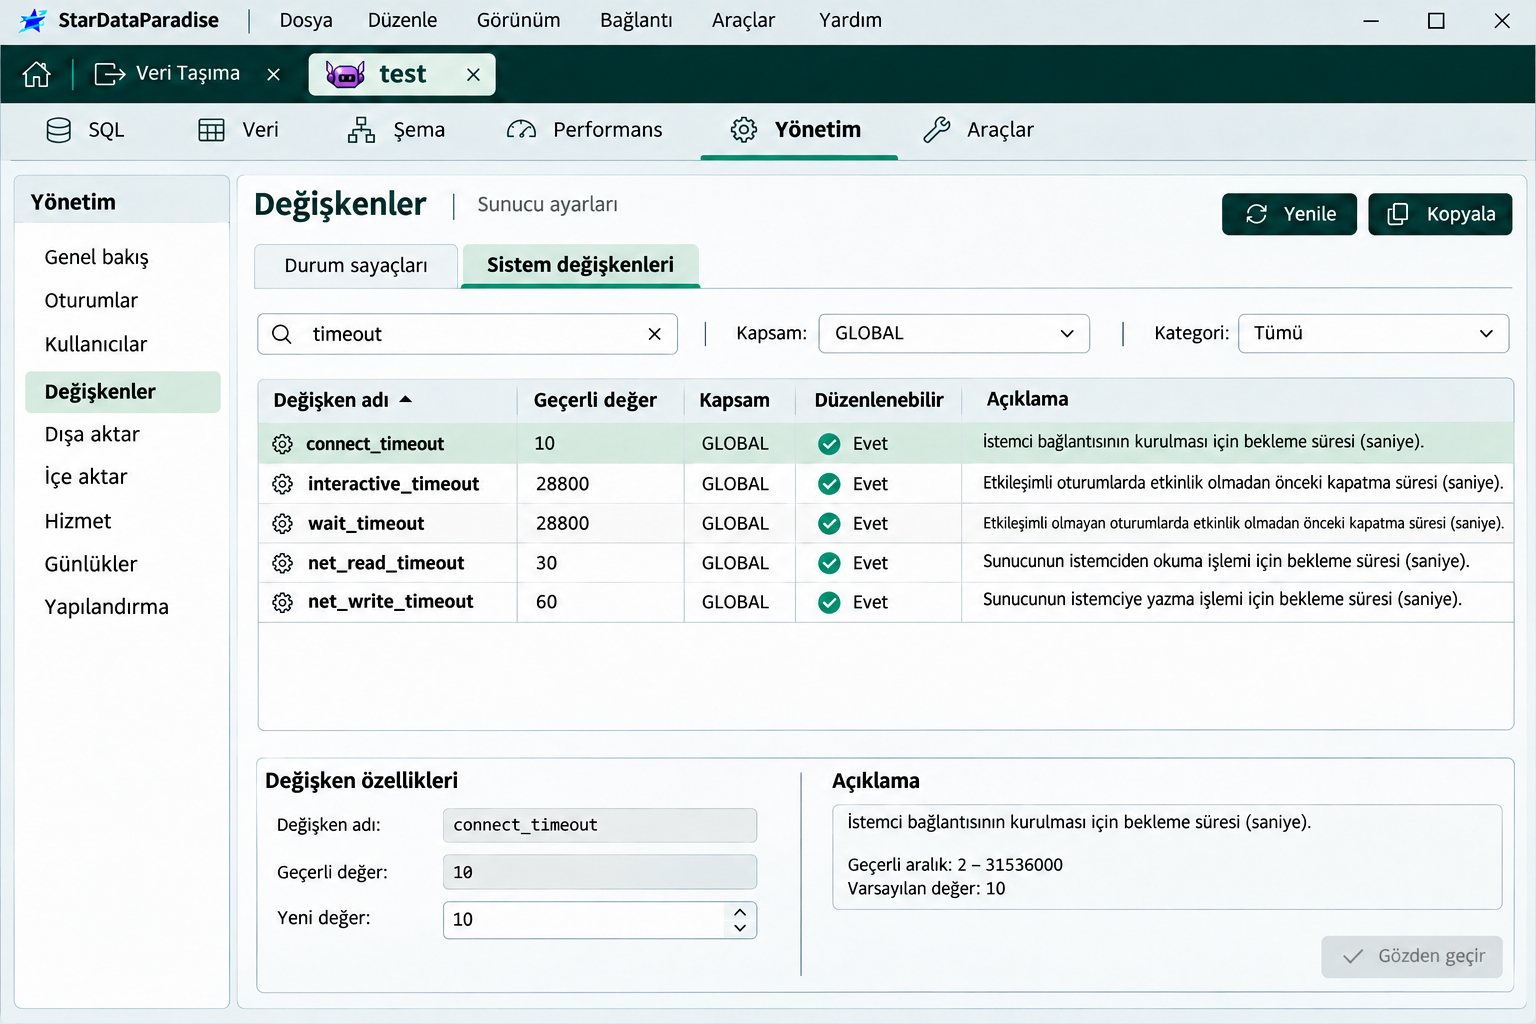 StarDataParadise
Dosya Düzenle Görünüm Bağlantı Araçlar Yardım
Veri Taşıma
test
SQL Veri Şema Performans Yönetim Araçlar
Yönetim
Genel bakış
Oturumlar
Kullanıcılar
Değişkenler
Dışa aktar
İçe aktar
Hizmet
Günlükler
Yapılandırma
Değişkenler Sunucu ayarları
Yenile Kopyala
Durum sayaçları Sistem değişkenleri
timeout Kapsam: GLOBAL Kategori: Tümü
Değişken adı Geçerli değer Kapsam Düzenlenebilir Açıklama
connect_timeout 10 GLOBAL Evet İstemci bağlantısının kurulması için bekleme süresi (saniye).
interactive_timeout 28800 GLOBAL Evet Etkileşimli oturumlarda etkinlik olmadan önceki kapatma süresi (saniye).
wait_timeout 28800 GLOBAL Evet Etkileşimli olmayan oturumlarda etkinlik olmadan önceki kapatma süresi (saniye).
net_read_timeout 30 GLOBAL Evet Sunucunun istemciden okuma işlemi için bekleme süresi (saniye).
net_write_timeout 60 GLOBAL Evet Sunucunun istemciye yazma işlemi için bekleme süresi (saniye).
Değişken özellikleri
Değişken adı: connect_timeout
Geçerli değer: 10
Yeni değer: 10
Açıklama
İstemci bağlantısının kurulması için bekleme süresi (saniye).
Geçerli aralık: 2 – 31536000
Varsayılan değer: 10
Gözden geçir